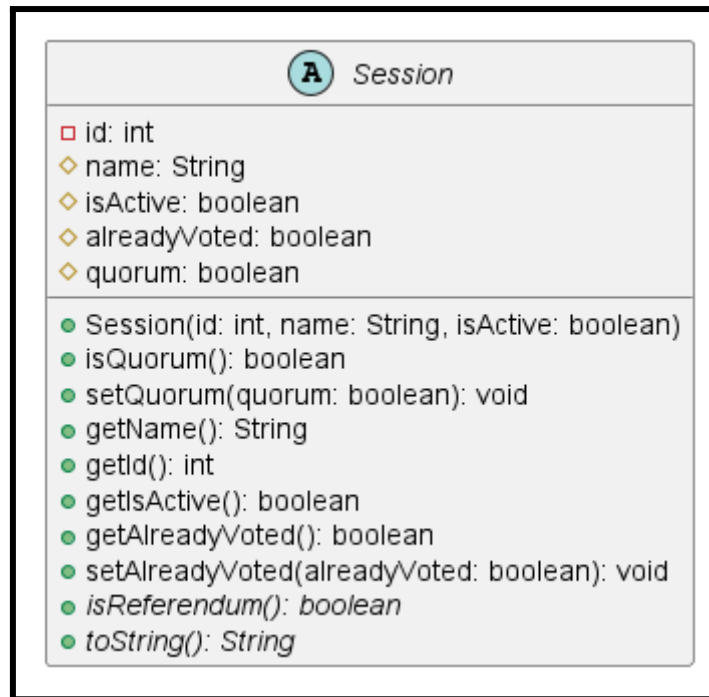 A Session
id: int
name: String
isActive: boolean
alreadyVoted: boolean
quorum: boolean
Session(id: int, name: String, isActive: boolean)
isQuorum(): boolean
setQuorum(quorum: boolean): void
getName(): String
getId(): int
getIsActive(): boolean
getAlreadyVoted(): boolean
setAlreadyVoted(alreadyVoted: boolean): void
isReferendum(): boolean
toString(): String